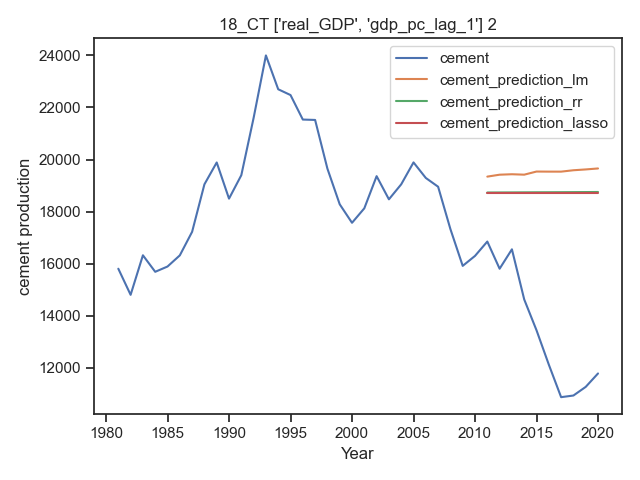 18_CT ['real_GDP', 'gdp_pc_lag_1'] 2
cement
cement_prediction_lm
cement_prediction_rr
cement_prediction_lasso
cement production
24000
22000
20000
18000
16000
14000
12000
1980 1985 1990 1995 2000 2005 2010 2015 2020
Year